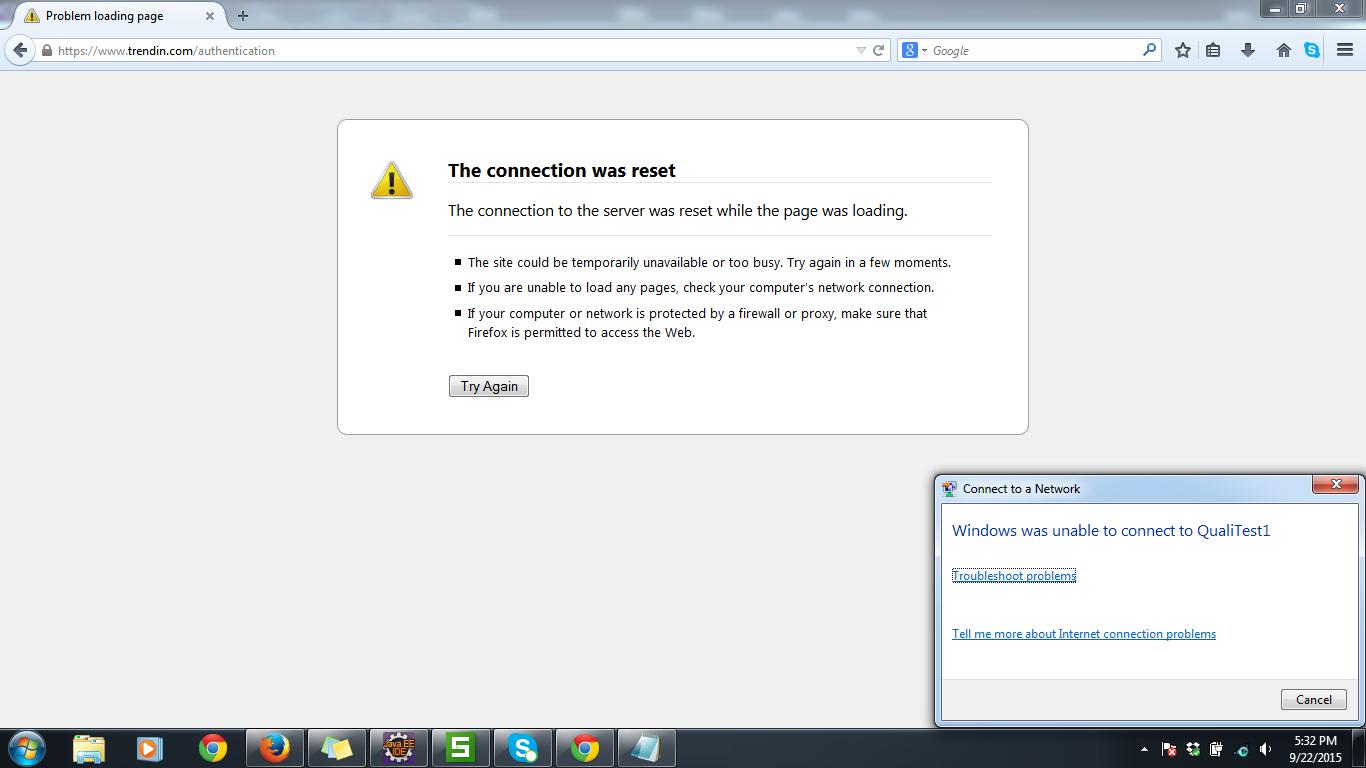 Problem loading page
https://www.trendin.com/authentication
Google
The connection was reset
The connection to the server was reset while the page was loading.
The site could be temporarily unavailable or too busy. Try again in a few moments.
If you are unable to load any pages, check your computer's network connection.
If your computer or network is protected by a firewall or proxy, make sure that
Firefox is permitted to access the Web.
Try Again
Connect to a Network
Windows was unable to connect to QualiTest1
Troubleshoot problems
Tell me more about Internet connection problems
Cancel
Java EE
IDE
5:32 PM
9/22/2015